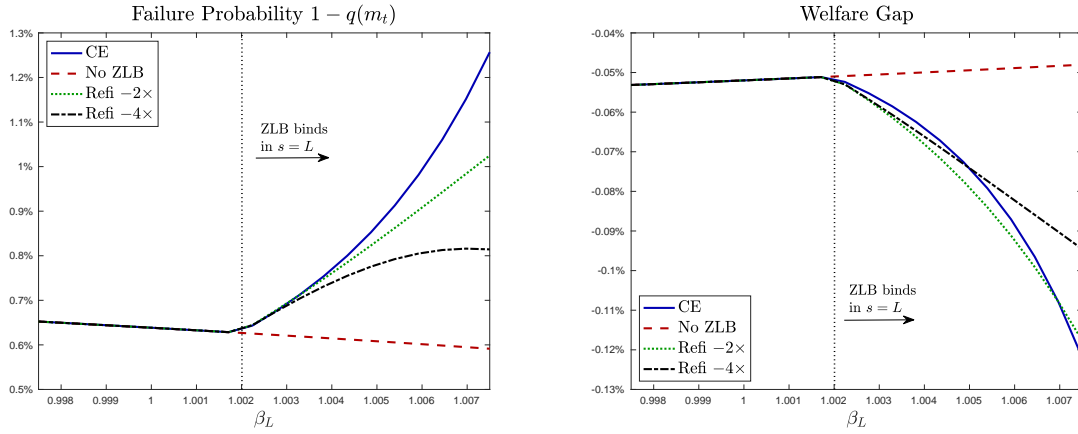 Failure Probability 1 − q(m_t)
1.3%
1.2%
1.1%
1%
0.9%
0.8%
0.7%
0.6%
0.5%
CE
No ZLB
Refi −2×
Refi −4×
ZLB binds
in s = L
0.998
0.999
1
1.001
1.002
1.003
1.004
1.005
1.006
1.007
β_L
Welfare Gap
-0.04%
-0.05%
-0.06%
-0.07%
-0.08%
-0.09%
-0.1%
-0.11%
-0.12%
-0.13%
ZLB binds
in s = L
CE
No ZLB
Refi −2×
Refi −4×
0.998
0.999
1
1.001
1.002
1.003
1.004
1.005
1.006
1.007
β_L